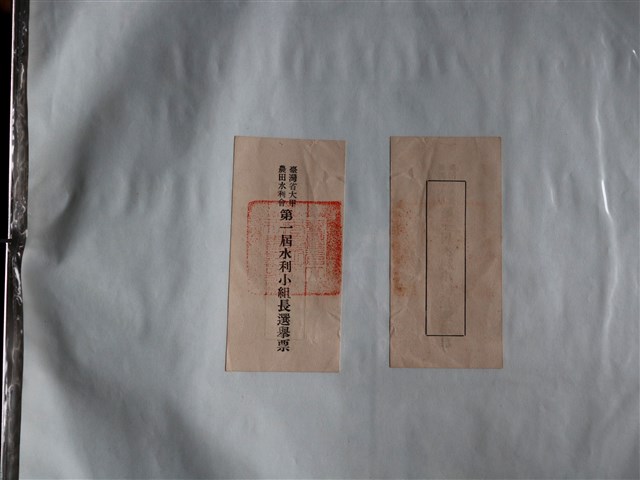 臺灣省大甲
農田水利會
第一屆水利小組長選舉票